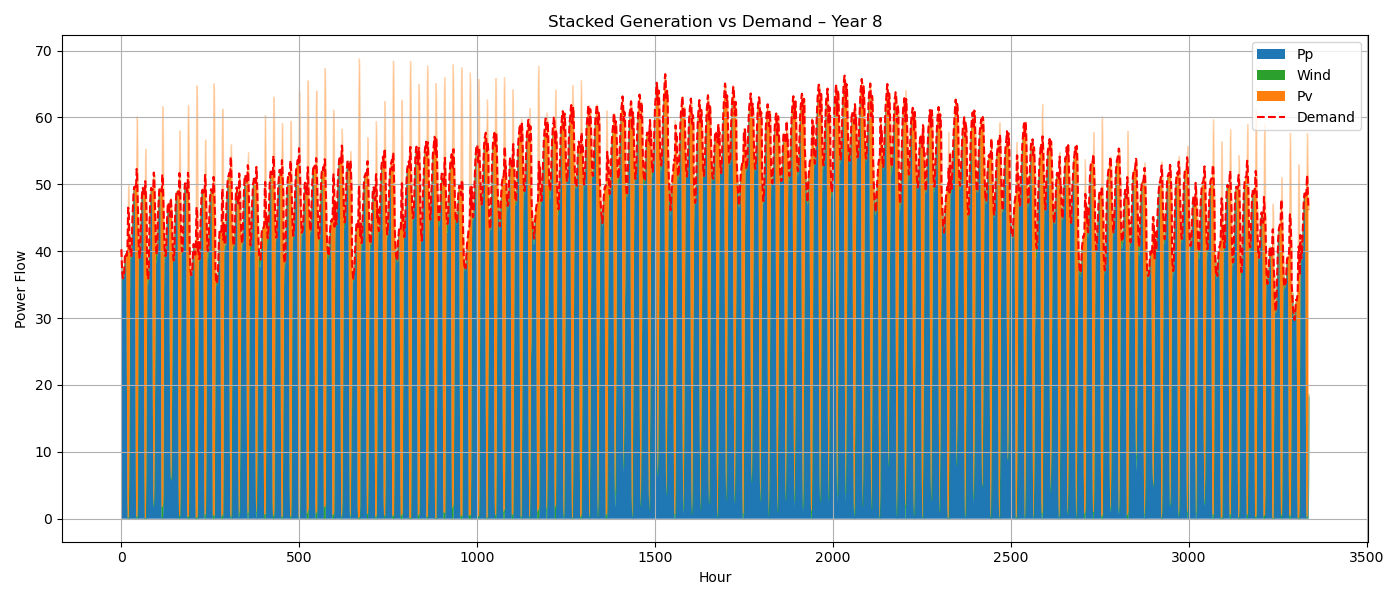 Stacked Generation vs Demand – Year 8
70
60
50
40
30
20
10
0
Power Flow
Pp
Wind
Pv
Demand
0 500 1000 1500 2000 2500 3000 3500
Hour